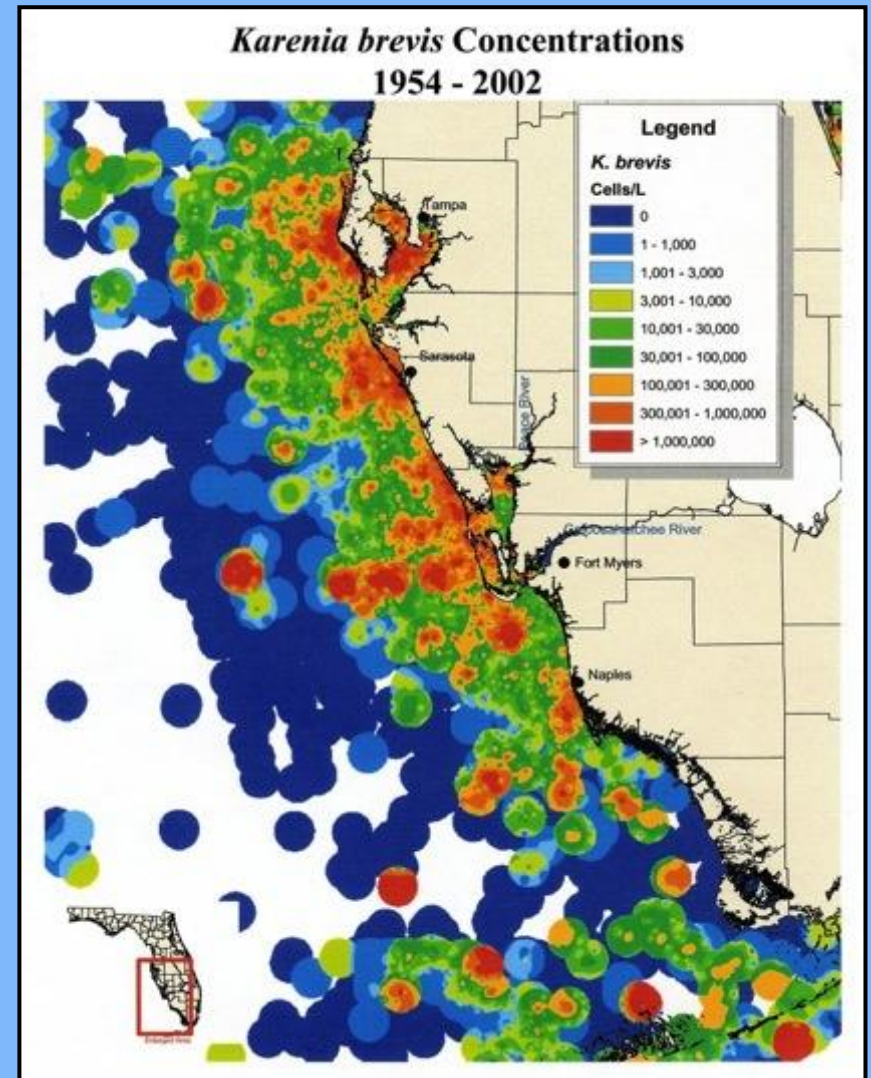 Karenia brevis Concentrations
1954 - 2002
Legend
K. brevis
Cells/L
0
1 - 1,000
1,001 - 3,000
3,001 - 10,000
10,001 - 30,000
30,001 - 100,000
100,001 - 300,000
300,001 - 1,000,000
> 1,000,000
Tampa
Sarasota
Peace River
River
Fort Myers
Naples
Enlarged Area